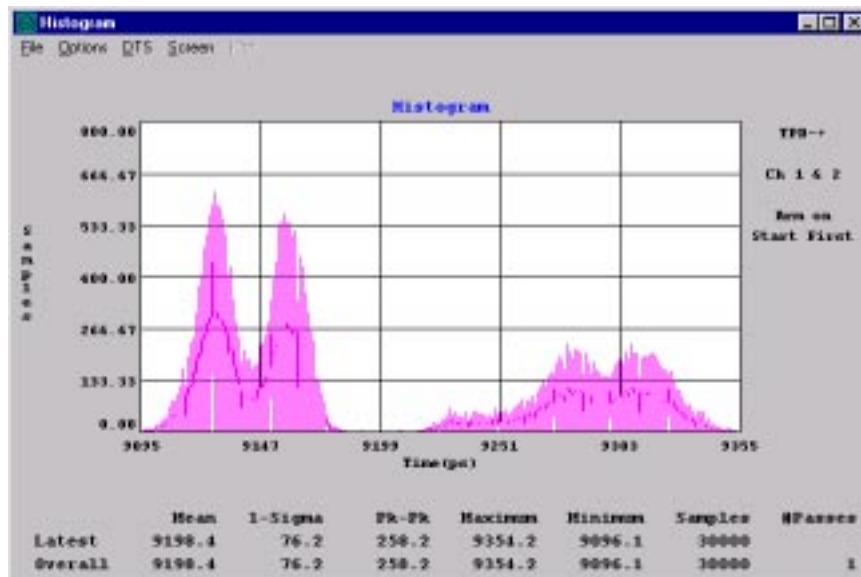 Histogram
File Options DTS Screen
Histogram
800.00
666.67
533.33
400.00
266.67
133.33
0.00
Samples
9095 9147 9199 9251 9303 9355
Time(ps)
TPD-+
Ch 1 & 2
Arm on
Start First
Mean 1-Sigma Pk-Pk Maximum Minimum Samples #Passes
Latest 9198.4 76.2 258.2 9354.2 9096.1 30000
Overall 9198.4 76.2 258.2 9354.2 9096.1 30000 1